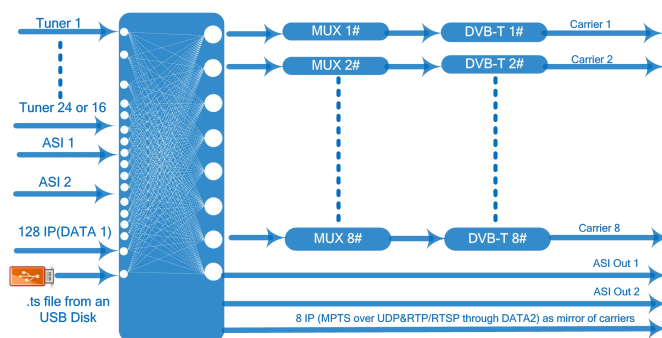 Tuner 1
Tuner 24 or 16
ASI 1
ASI 2
128 IP(DATA 1)
.ts file from an
USB Disk
MUX 1#
DVB-T 1#
Carrier 1
MUX 2#
DVB-T 2#
Carrier 2
MUX 8#
DVB-T 8#
Carrier 8
ASI Out 1
ASI Out 2
8 IP (MPTS over UDP&RTP/RTSP through DATA2) as mirror of carriers